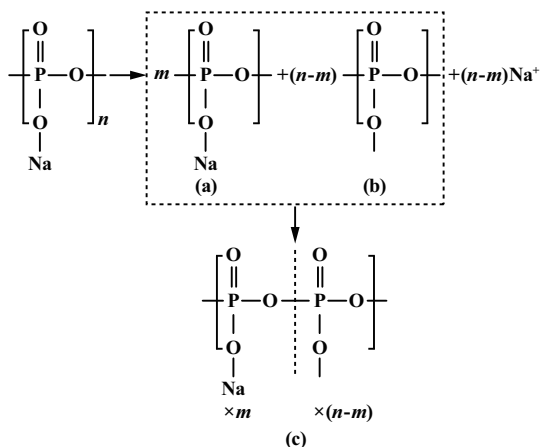 O O O
P O m P O +(n-m) P O +(n-m)Na⁺
O n O O
Na Na
(a) (b)
O O
P O P O
O O
Na
×m ×(n-m)
(c)